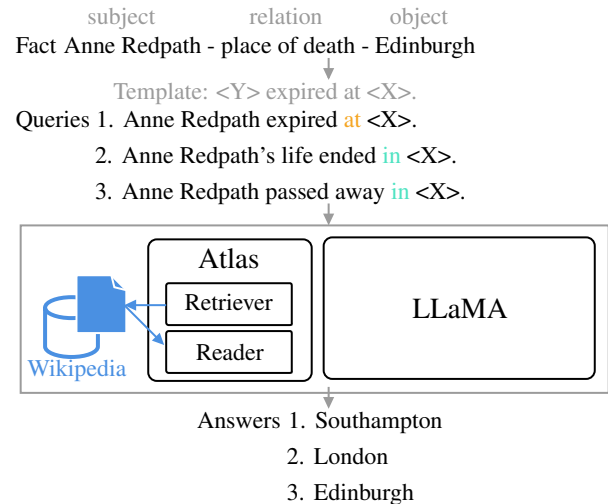 subject relation object
Fact Anne Redpath - place of death - Edinburgh
Template: <Y> expired at <X>.
Queries 1. Anne Redpath expired at <X>.
2. Anne Redpath's life ended in <X>.
3. Anne Redpath passed away in <X>.
Atlas
Retriever
Reader
Wikipedia
LLaMA
Answers 1. Southampton
2. London
3. Edinburgh